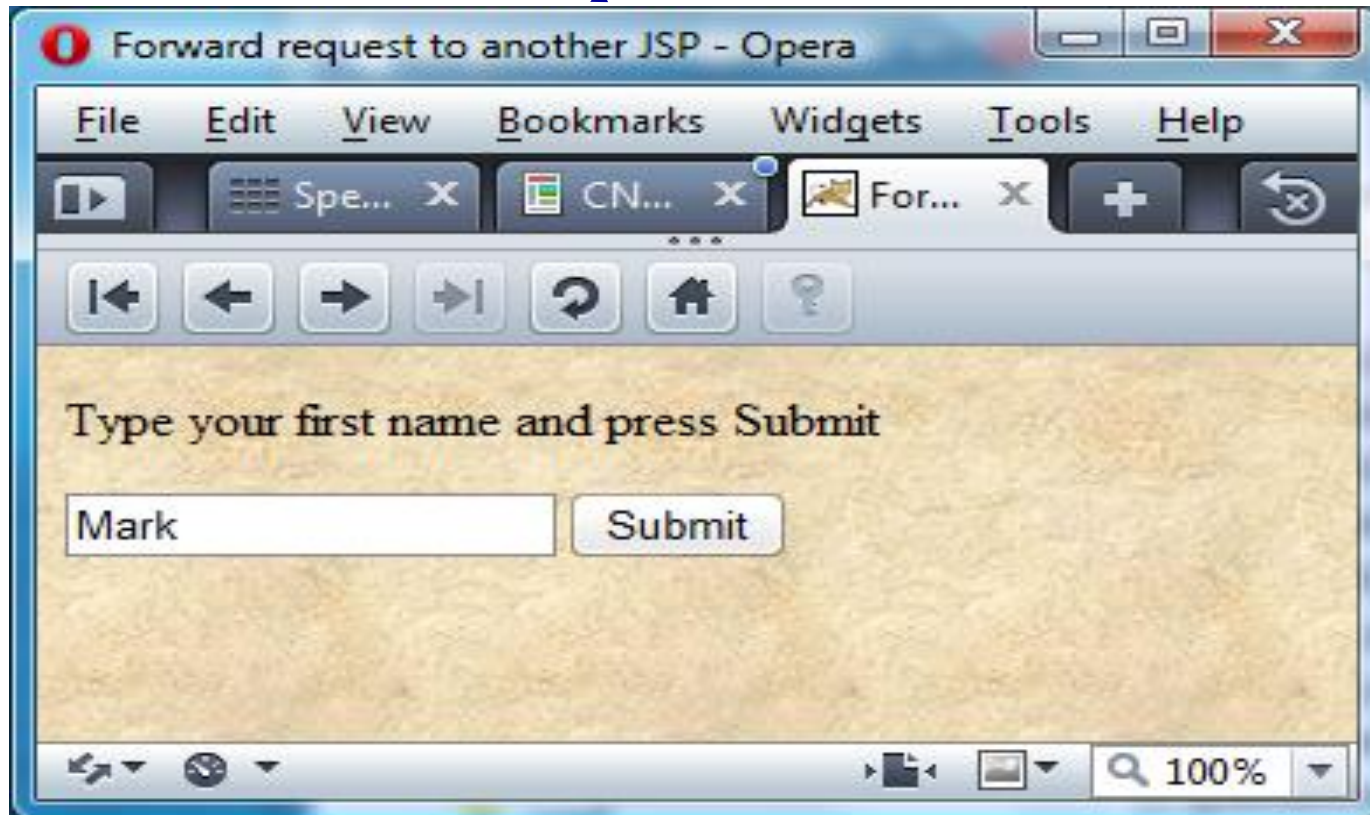 Forward request to another JSP - Opera
File Edit View Bookmarks Widgets Tools Help
Spe... CN... For...
Type your first name and press Submit
Mark Submit
100%